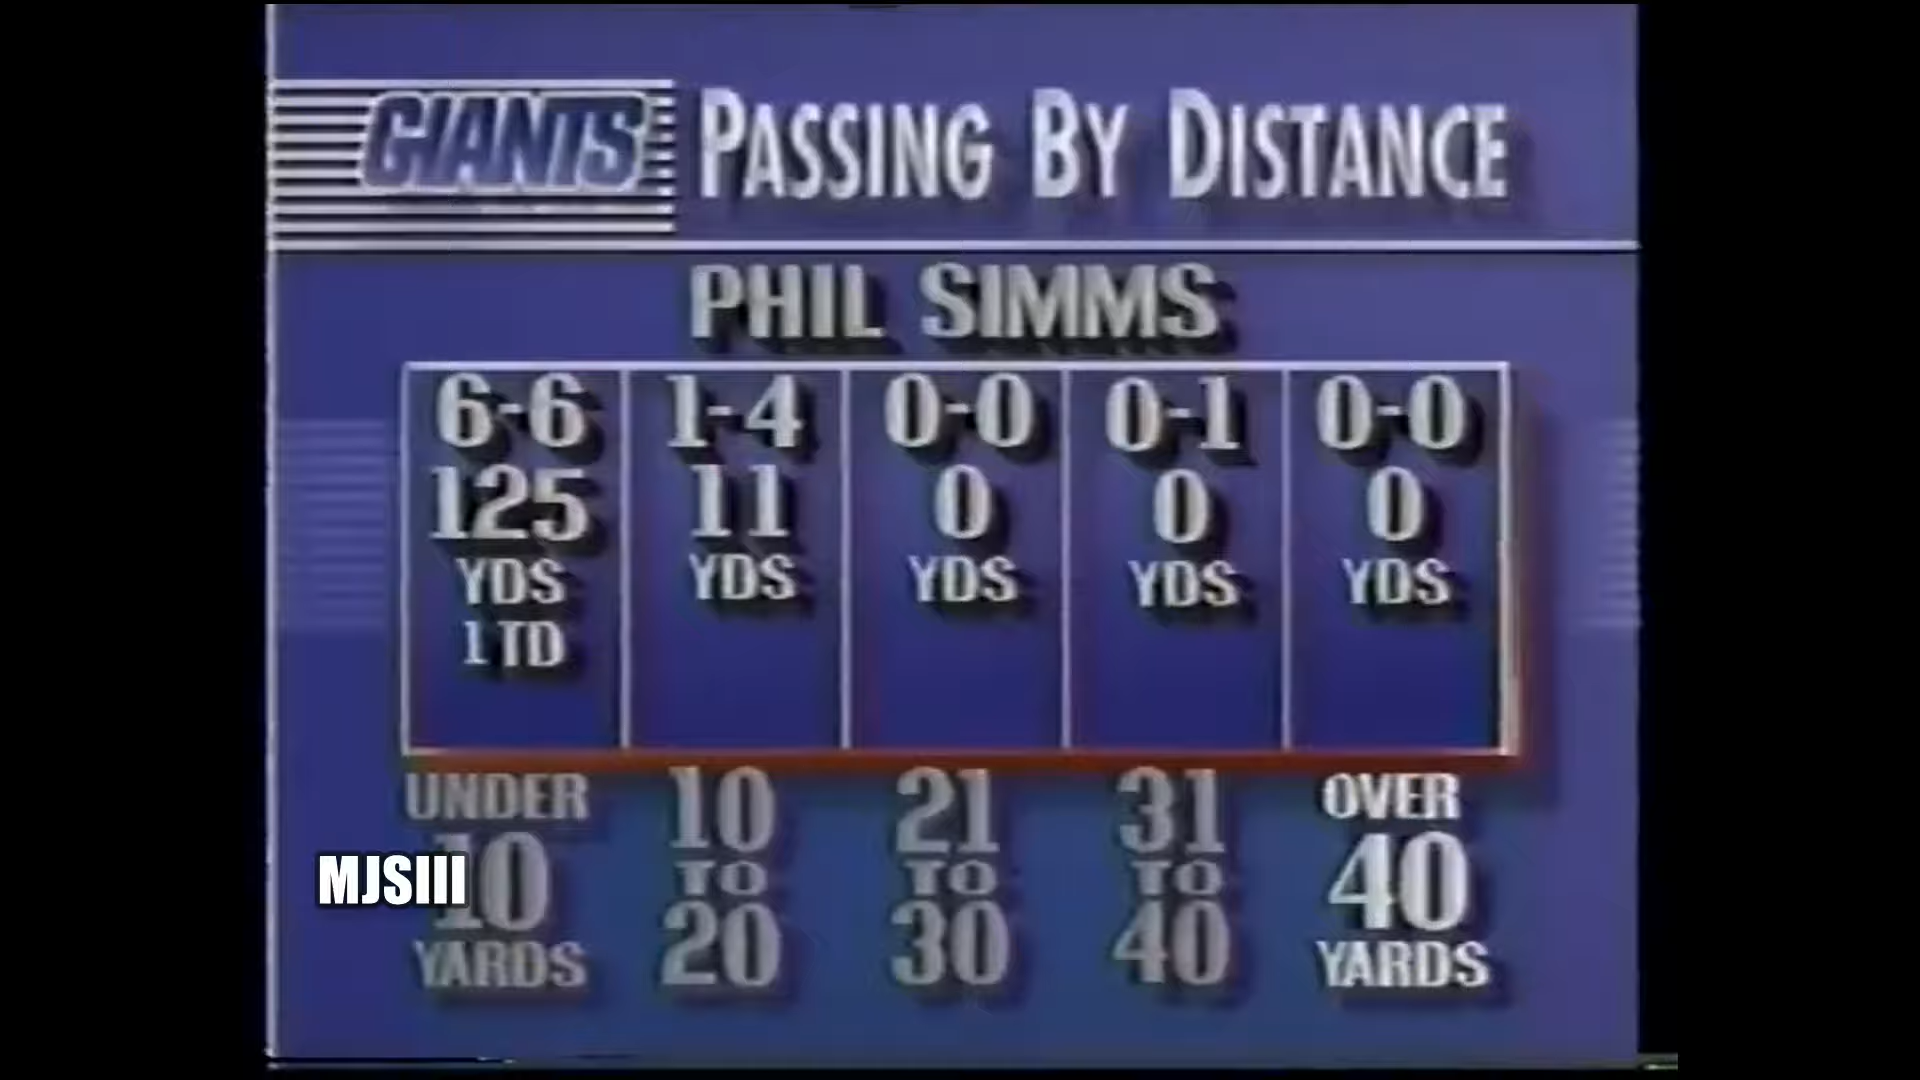 GIANTS PASSING BY DISTANCE
PHIL SIMMS
6-6 1-4 0-0 0-1 0-0
125 11 0 0 0
YDS YDS YDS YDS YDS
1 TD
UNDER 10 YARDS
10 TO 20
21 TO 30
31 TO 40
OVER 40 YARDS
MJSIII